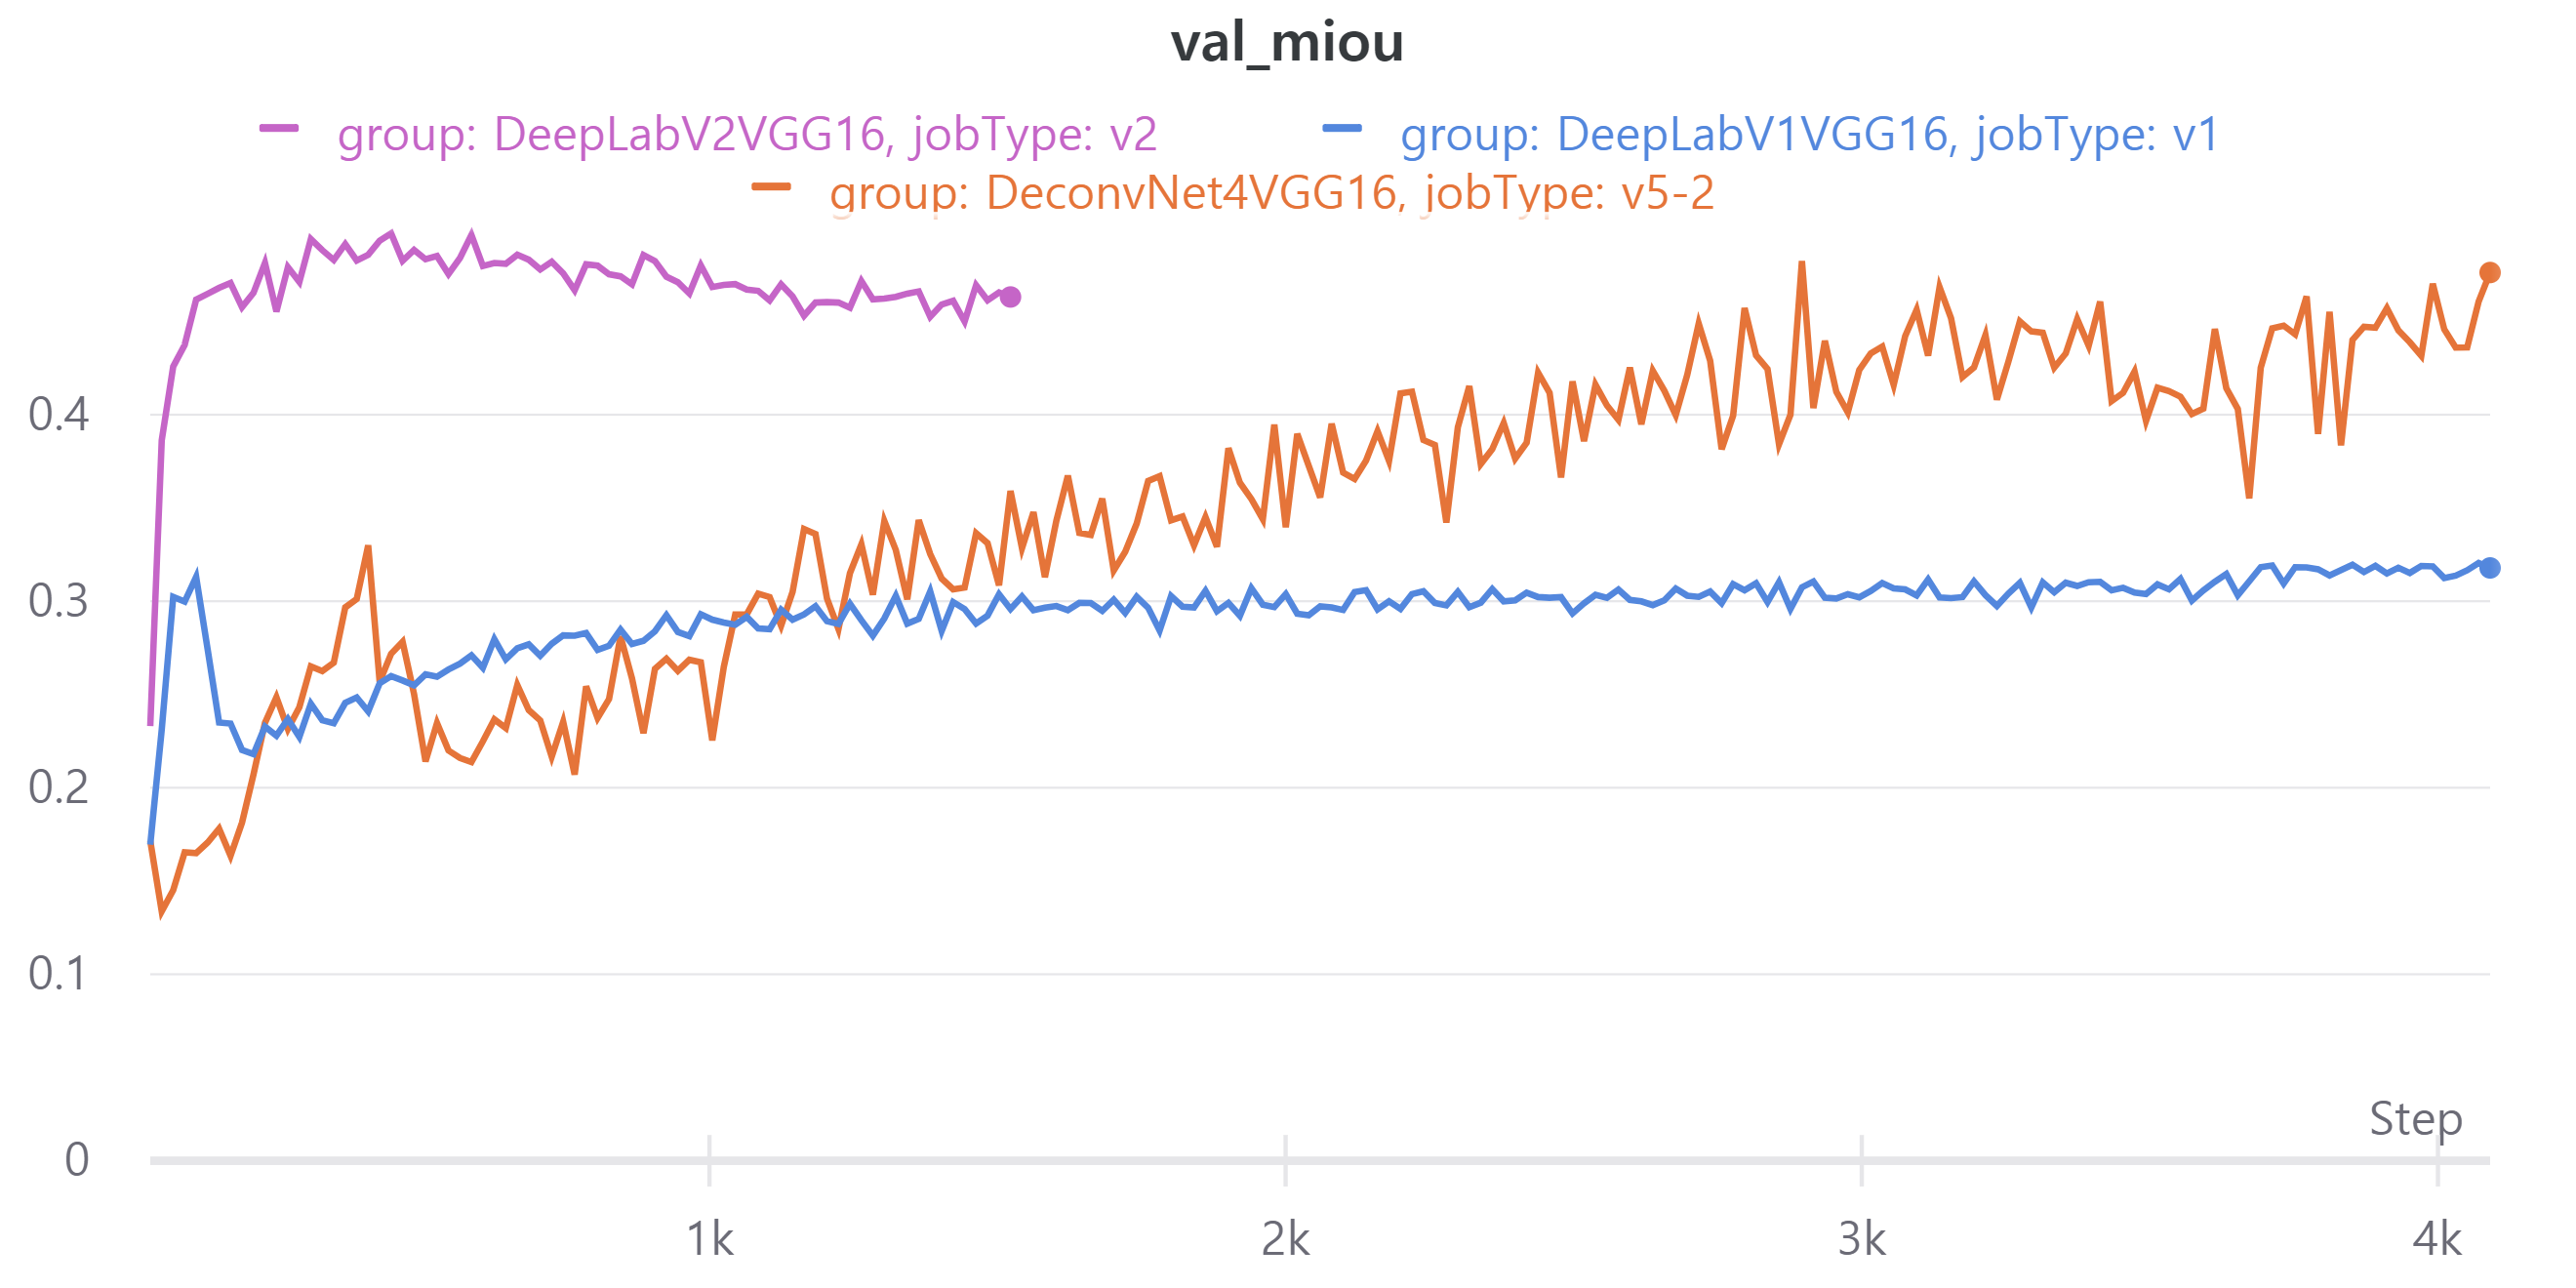 val_miou
group: DeepLabV2VGG16, jobType: v2
group: DeepLabV1VGG16, jobType: v1
group: DeconvNet4VGG16, jobType: v5-2
0.4
0.3
0.2
0.1
0
Step
1k
2k
3k
4k